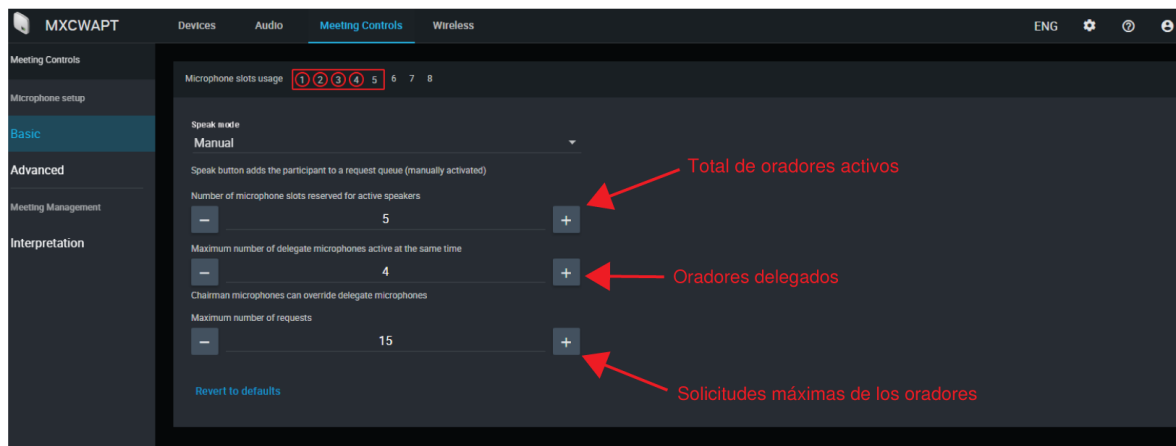 MXCWAPT Devices Audio Meeting Controls Wireless ENG
Meeting Controls
Microphone setup
Basic
Advanced
Meeting Management
Interpretation
Microphone slots usage 1 2 3 4 5 6 7 8
Speak mode
Manual
Speak button adds the participant to a request queue (manually activated)
Total de oradores activos
Number of microphone slots reserved for active speakers
− 5 +
Maximum number of delegate microphones active at the same time
− 4 +
Oradores delegados
Chairman microphones can override delegate microphones
Maximum number of requests
− 15 +
Revert to defaults
Solicitudes máximas de los oradores